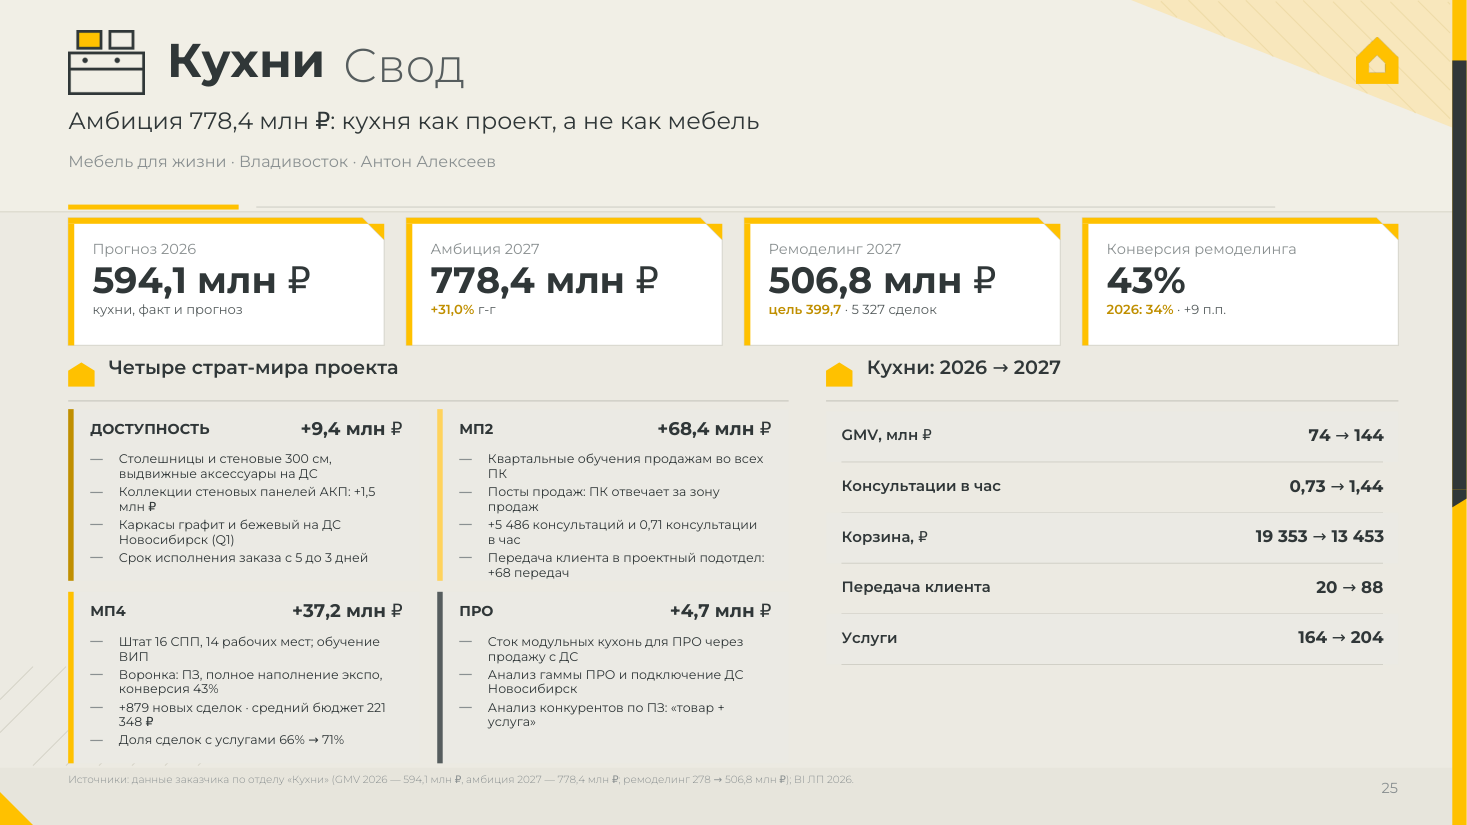 Кухни Свод
Амбиция 778,4 млн ₽: кухня как проект, а не как мебель
Мебель для жизни · Владивосток · Антон Алексеев
Прогноз 2026
594,1 млн ₽
кухни, факт и прогноз
Амбиция 2027
778,4 млн ₽
+31,0% г-г
Ремоделинг 2027
506,8 млн ₽
цель 399,7 · 5 327 сделок
Конверсия ремоделинга
43%
2026: 34% · +9 п.п.
Четыре страт-мира проекта
ДОСТУПНОСТЬ +9,4 млн ₽
— Столешницы и стеновые 300 см,
выдвижные аксессуары на ДС
— Коллекции стеновых панелей АКП: +1,5
млн ₽
— Каркасы графит и бежевый на ДС
Новосибирск (Q1)
— Срок исполнения заказа с 5 до 3 дней
МП2 +68,4 млн ₽
— Квартальные обучения продажам во всех
ПК
— Посты продаж: ПК отвечает за зону
продаж
— +5 486 консультаций и 0,71 консультации
в час
— Передача клиента в проектный подотдел:
+68 передач
МП4 +37,2 млн ₽
— Штат 16 СПП, 14 рабочих мест; обучение
ВИП
— Воронка: ПЗ, полное наполнение экспо,
конверсия 43%
— +879 новых сделок · средний бюджет 221
348 ₽
— Доля сделок с услугами 66% → 71%
ПРО +4,7 млн ₽
— Сток модульных кухонь для ПРО через
продажу с ДС
— Анализ гаммы ПРО и подключение ДС
Новосибирск
— Анализ конкурентов по ПЗ: «товар +
услуга»
Кухни: 2026 → 2027
GMV, млн ₽ 74 → 144
Консультации в час 0,73 → 1,44
Корзина, ₽ 19 353 → 13 453
Передача клиента 20 → 88
Услуги 164 → 204
Источники: данные заказчика по отделу «Кухни» (GMV 2026 — 594,1 млн ₽, амбиция 2027 — 778,4 млн ₽; ремоделинг 278 → 506,8 млн ₽); BI ЛП 2026.
25